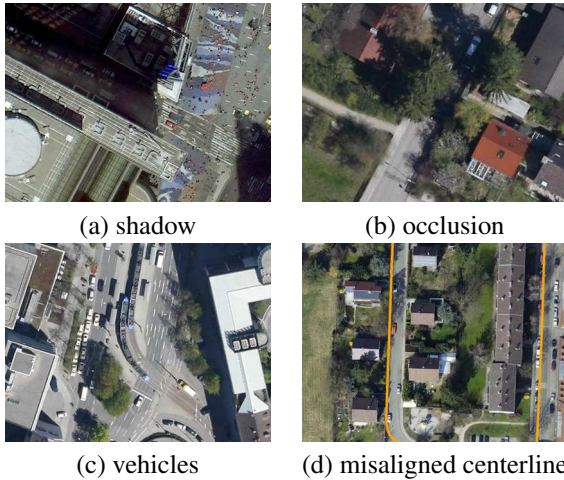 (a) shadow
(b) occlusion
(c) vehicles
(d) misaligned centerline